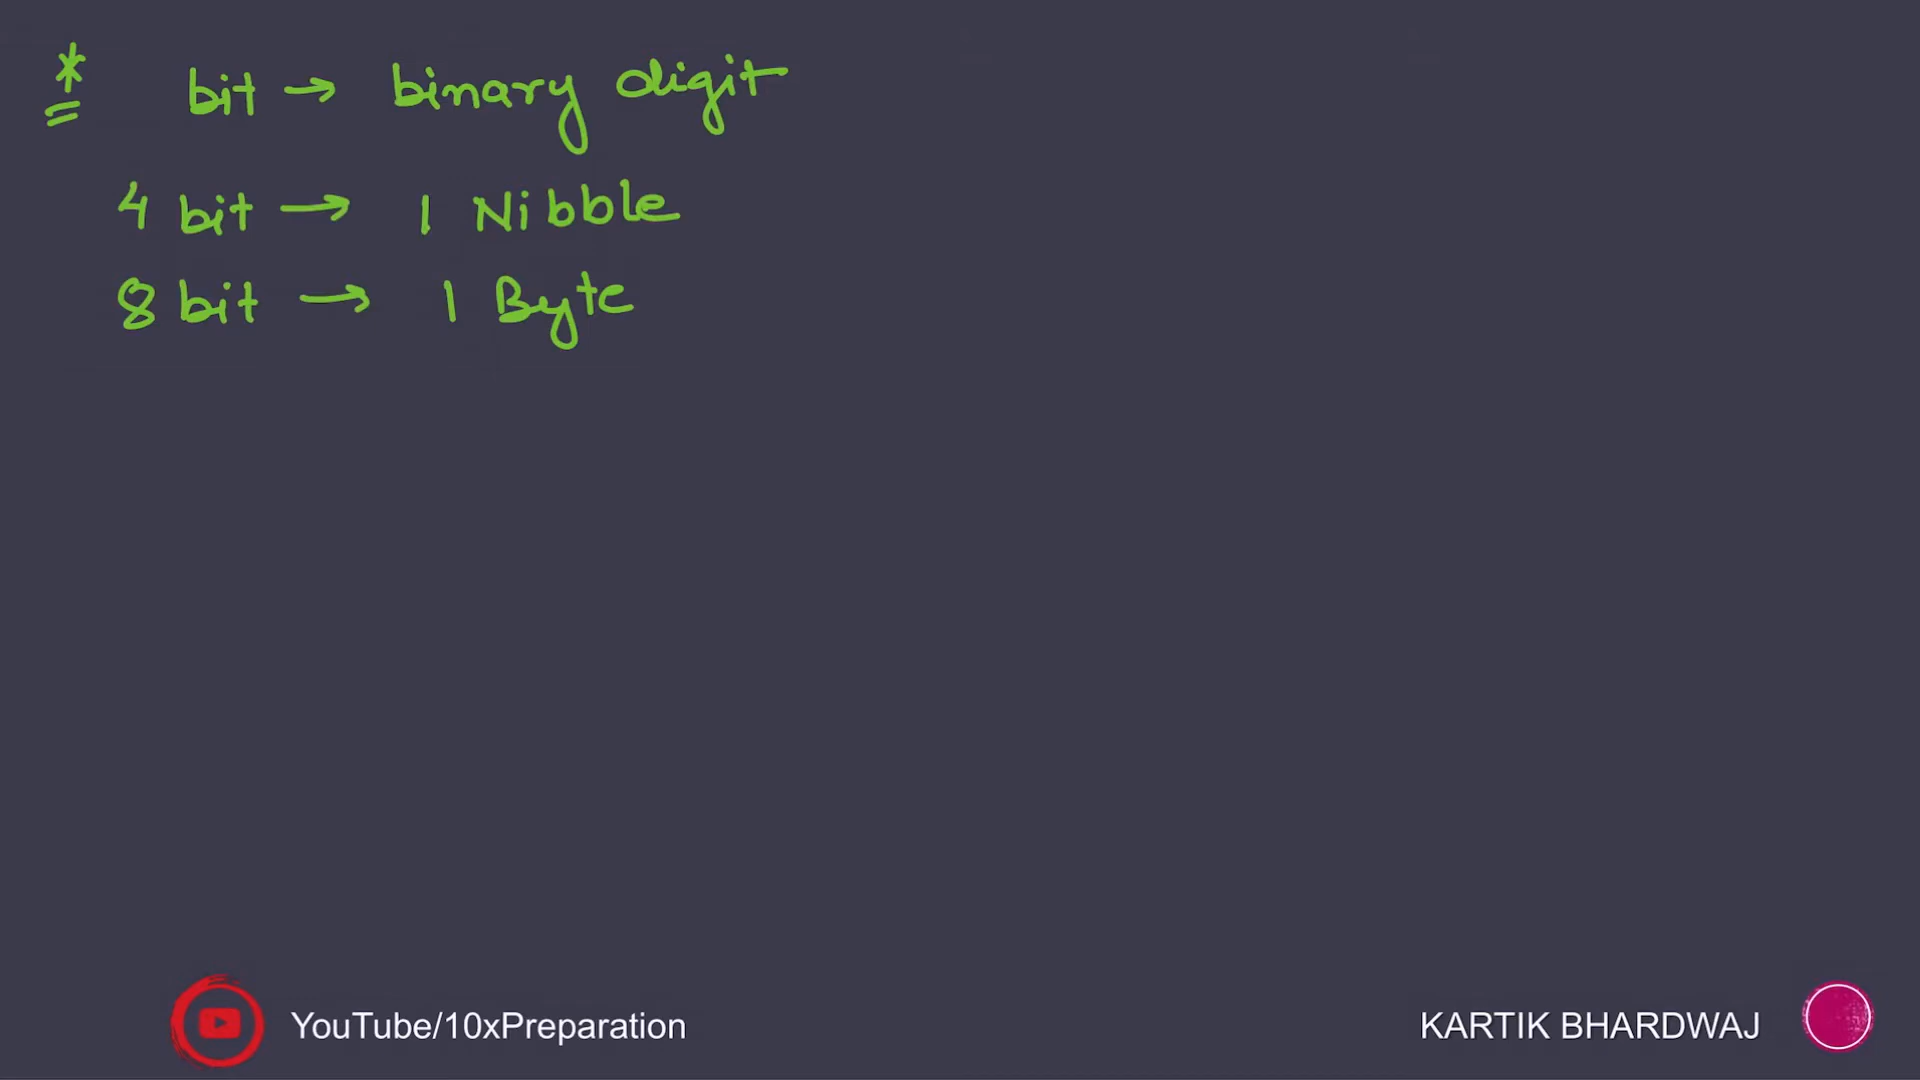 * bit → binary digit
4 bit → 1 Nibble
8 bit → 1 Byte
YouTube/10xPreparation
KARTIK BHARDWAJ